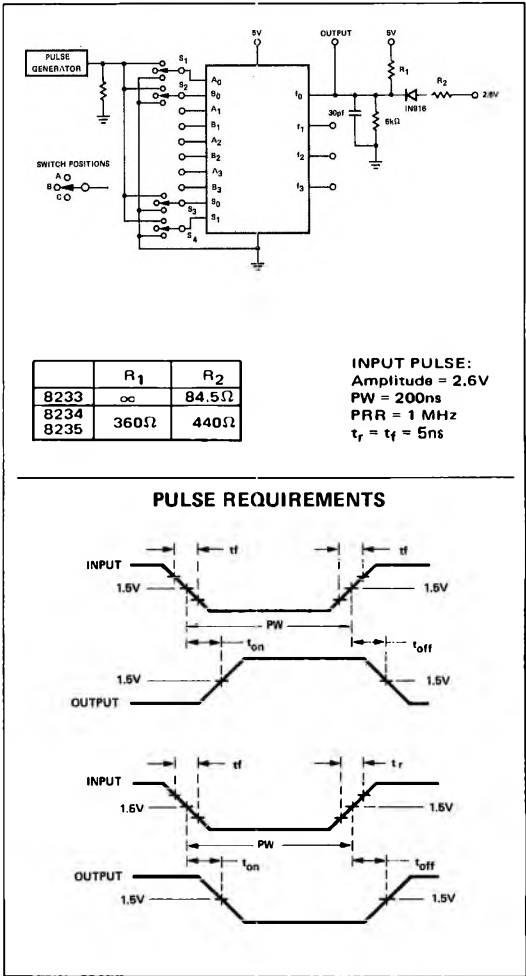 5V OUTPUT 5V
PULSE GENERATOR
S1
S2
A0
B0
A1
B1
A2
B2
A3
B3
S0
S1
S3
S4
f0
f1
f2
f3
30pf
6kΩ
R1
R2
IN916
2.6V
SWITCH POSITIONS
A
B
C
R1 R2
8233 ∞ 84.5Ω
8234
8235 360Ω 440Ω
INPUT PULSE:
Amplitude = 2.6V
PW = 200ns
PRR = 1 MHz
tr = tf = 5ns
PULSE REQUIREMENTS
tf tf
INPUT
1.5V 1.5V
PW
ton toff
1.5V 1.5V
OUTPUT
tf tr
INPUT
1.5V 1.5V
PW
ton toff
OUTPUT
1.5V 1.5V